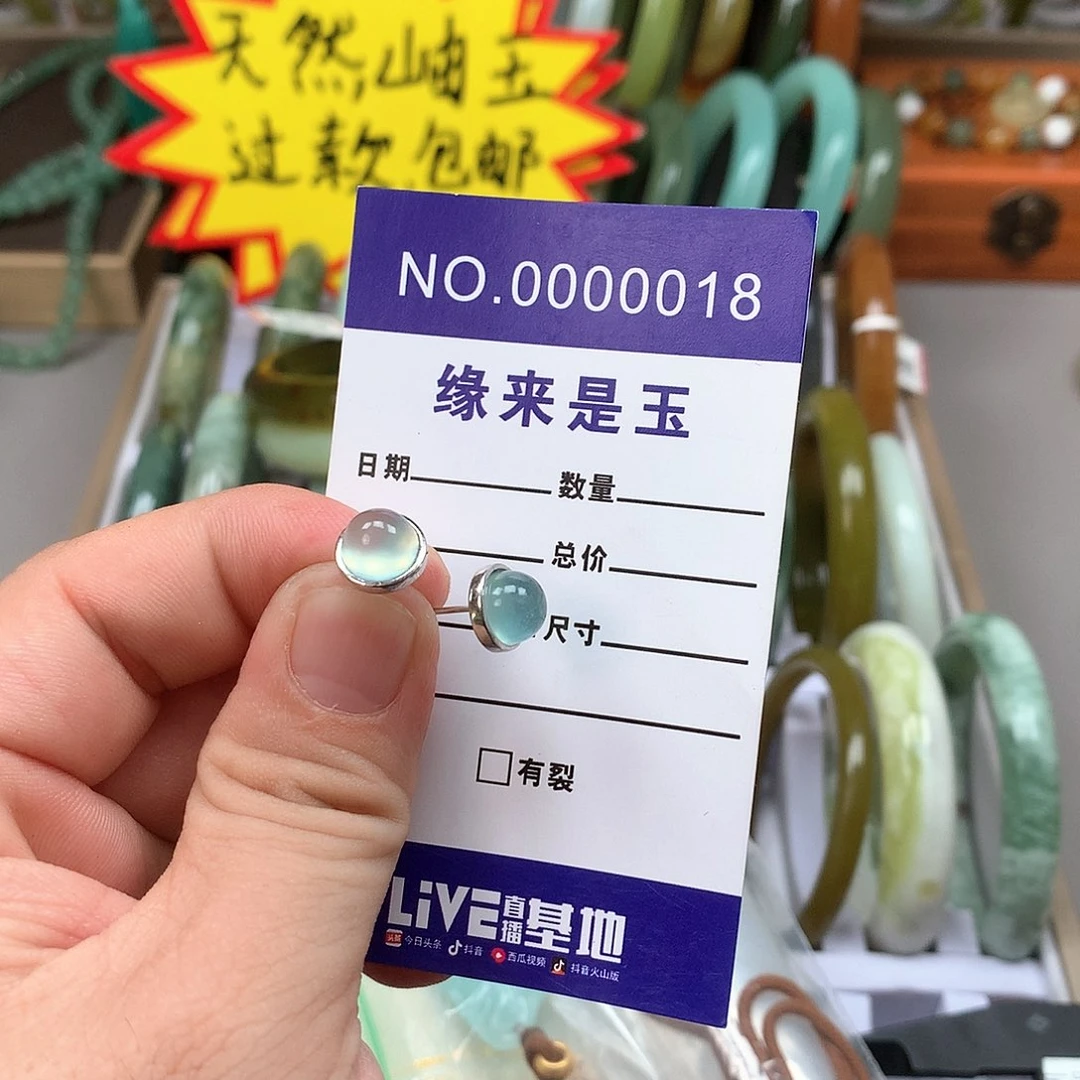 天然岫玉
过款包邮
NO.0000018
缘来是玉
日期 数量
总价
尺寸
□有裂
LiVE直播基地
头条 今日头条 抖音 西瓜视频 抖音火山版